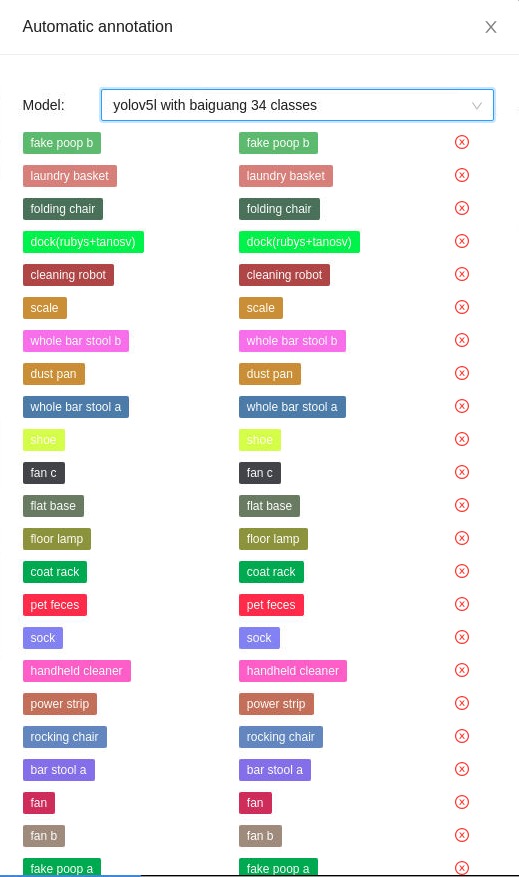 Automatic annotation
Model: yolov5l with baiguang 34 classes
fake poop b fake poop b
laundry basket laundry basket
folding chair folding chair
dock(rubys+tanosv) dock(rubys+tanosv)
cleaning robot cleaning robot
scale scale
whole bar stool b whole bar stool b
dust pan dust pan
whole bar stool a whole bar stool a
shoe shoe
fan c fan c
flat base flat base
floor lamp floor lamp
coat rack coat rack
pet feces pet feces
sock sock
handheld cleaner handheld cleaner
power strip power strip
rocking chair rocking chair
bar stool a bar stool a
fan fan
fan b fan b
fake poop a fake poop a